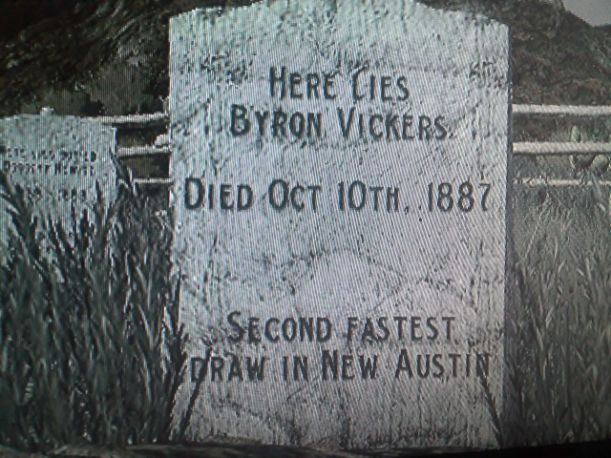 Here Lies
Byron Vickers.
Died Oct 10th, 1887
Second fastest
draw in New Austin